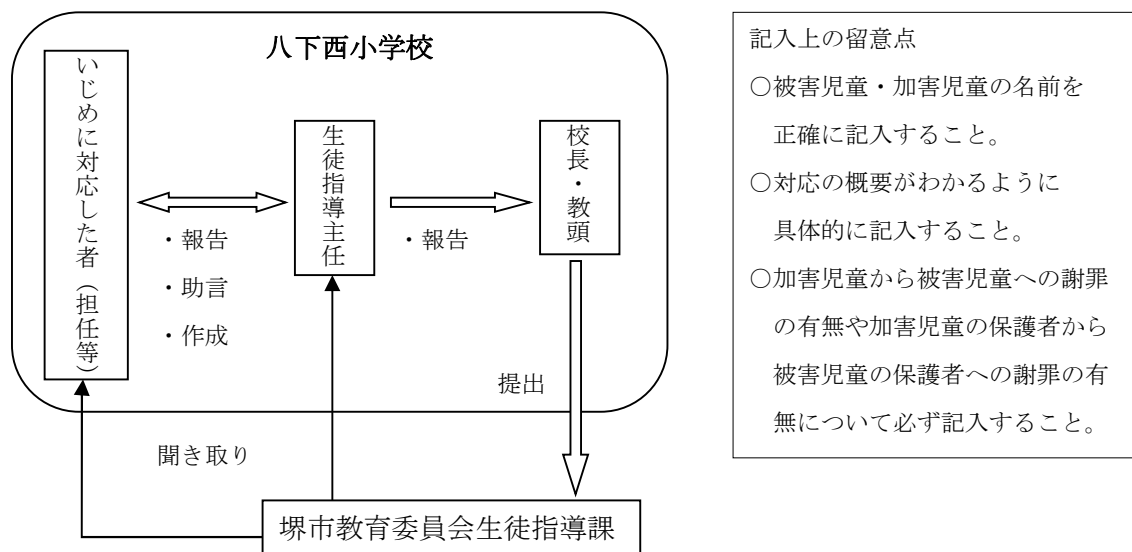 八下西小学校
いじめに対応した者（担任等）
・報告
・助言
・作成
生徒指導主任
・報告
校長・教頭
提出
聞き取り
堺市教育委員会生徒指導課
記入上の留意点
○被害児童・加害児童の名前を
正確に記入すること。
○対応の概要がわかるように
具体的に記入すること。
○加害児童から被害児童への謝罪
の有無や加害児童の保護者から
被害児童の保護者への謝罪の有
無について必ず記入すること。